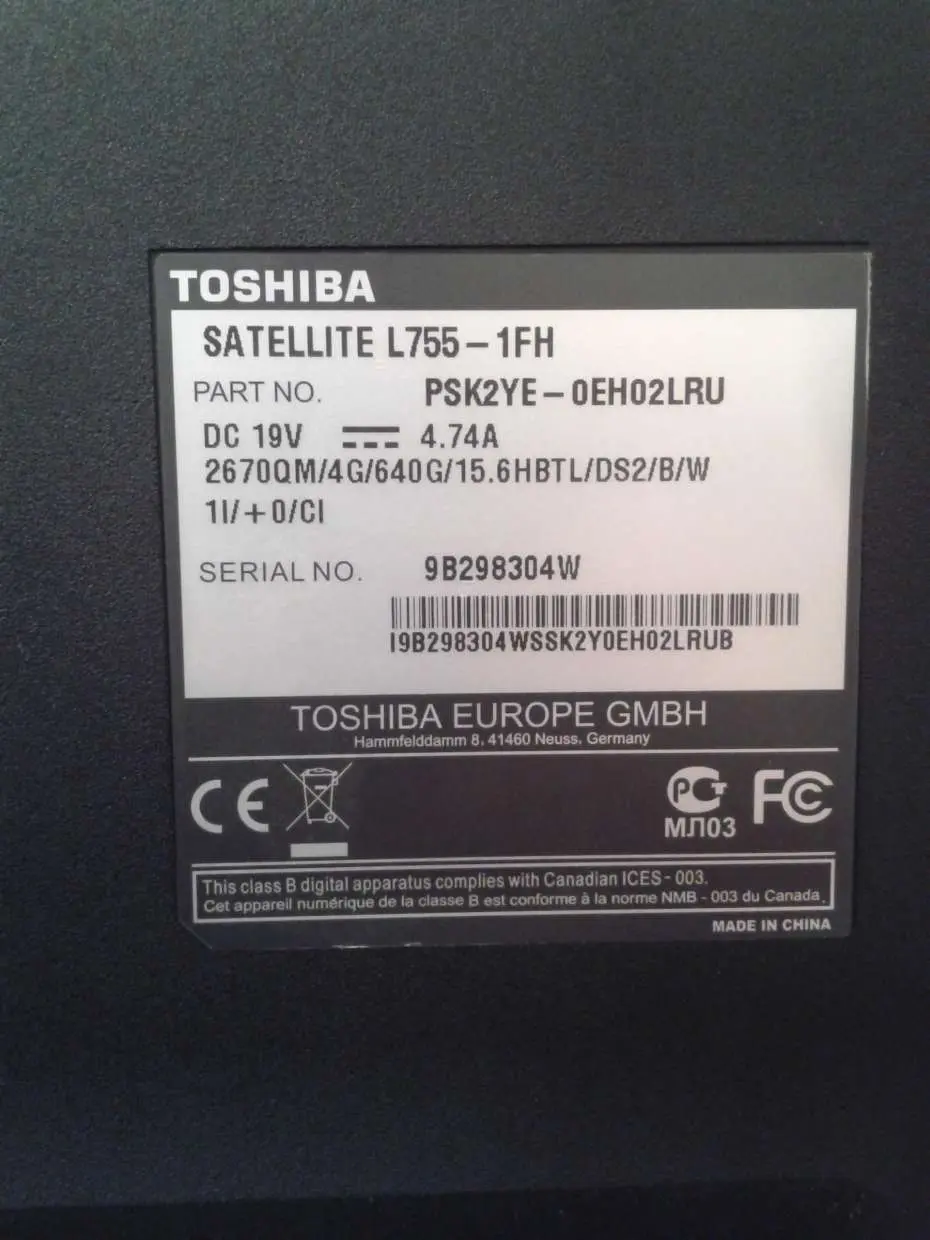 TOSHIBA
SATELLITE L755-1FH
PART NO. PSK2YE-0EH02LRU
DC 19V 4.74A
2670QM/4G/640G/15.6HBTL/DS2/B/W
1I/+0/CI
SERIAL NO. 9B298304W
I9B298304WSSK2Y0EH02LRUB
TOSHIBA EUROPE GMBH
Hammfelddamm 8, 41460 Neuss, Germany
CE PCT FC
МЛ03
This class B digital apparatus complies with Canadian ICES-003.
Cet appareil numérique de la classe B est conforme à la norme NMB-003 du Canada.
MADE IN CHINA